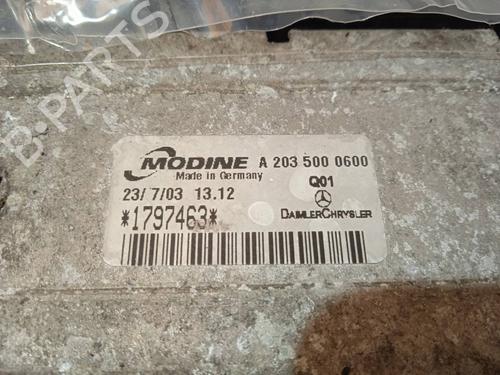 B-PARTS
MODINE A 203 500 0600
Made in Germany
23/ 7/03 13.12 Q01
*1797463* DAIMLERCHRYSLER